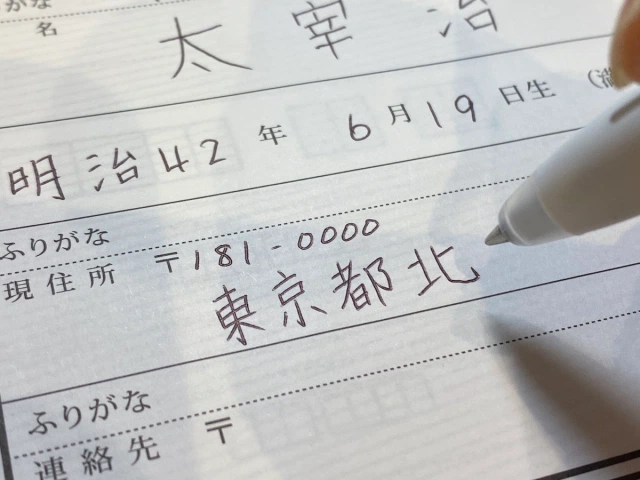 がな
名 太宰治
明治42年 6月19日生 (満
ふりがな
現住所 〒181-0000
東京都北
ふりがな
連絡先 〒